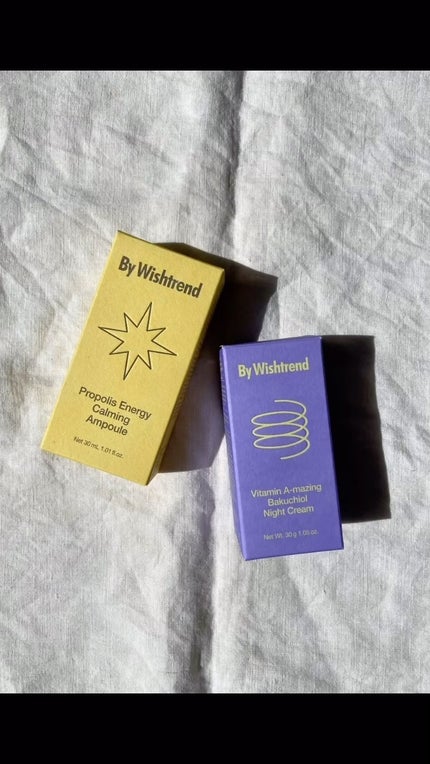 By Wishtrend
Propolis Energy
Calming
Ampoule
Net 30 mL, 1.01 fl.oz.
By Wishtrend
Vitamin A-mazing
Bakuchiol
Night Cream
Net Wt. 30 g 1.05 oz.